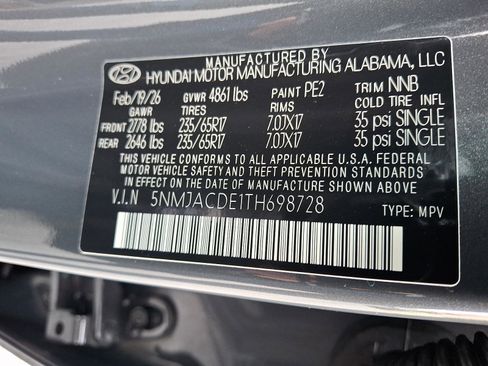 MANUFACTURED BY
HYUNDAI MOTOR MANUFACTURING ALABAMA, LLC
Feb/19/26 GVWR 4861 lbs PAINT PE2 TRIM NNB
GAWR TIRES RIMS COLD TIRE INFL
FRONT 2778 lbs 235/65R17 7.0JX17 35 psi SINGLE
REAR 2646 lbs 235/65R17 7.0JX17 35 psi SINGLE
THIS VEHICLE CONFORMS TO ALL APPLICABLE U.S.A. FEDERAL
MOTOR VEHICLE SAFETY AND THEFT PREVENTION STANDARDS
IN EFFECT ON THE DATE OF MANUFACTURE SHOWN ABOVE.
V.I.N 5NMJACDE1TH698728 TYPE: MPV